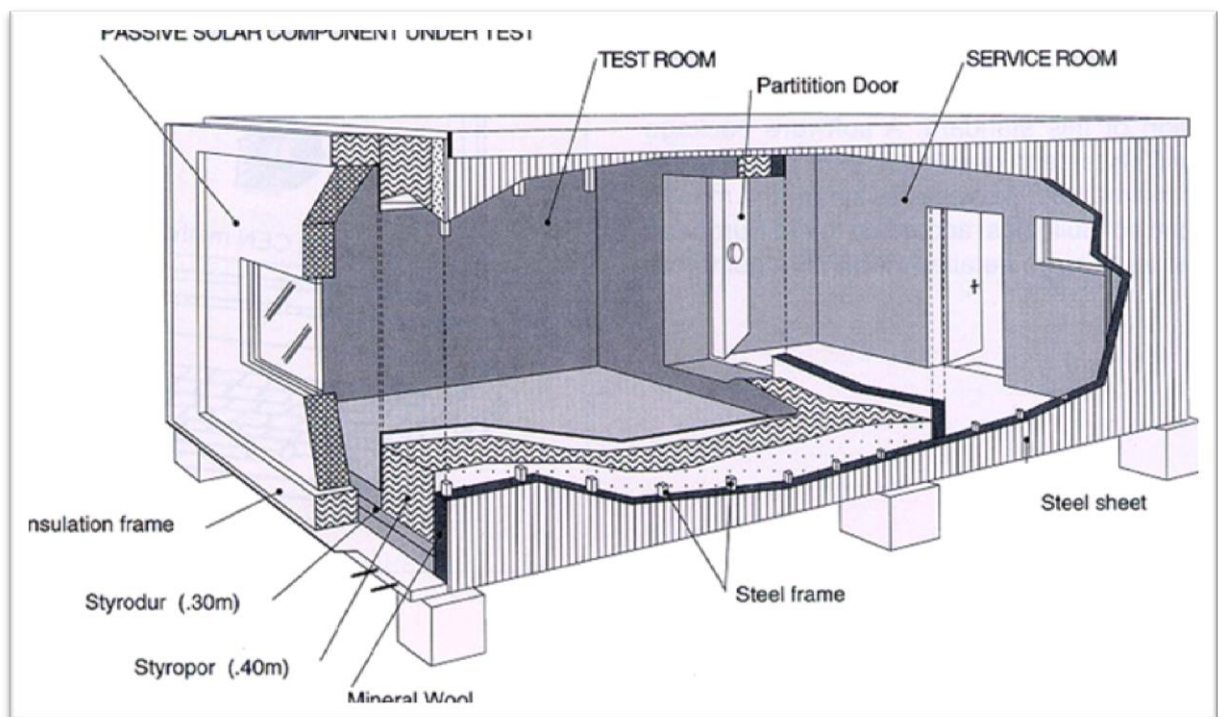 PASSIVE SOLAR COMPONENT UNDER TEST
TEST ROOM
SERVICE ROOM
Partitition Door
nsulation frame
Steel sheet
Styrodur (.30m)
Steel frame
Styropor (.40m)
Mineral Wool